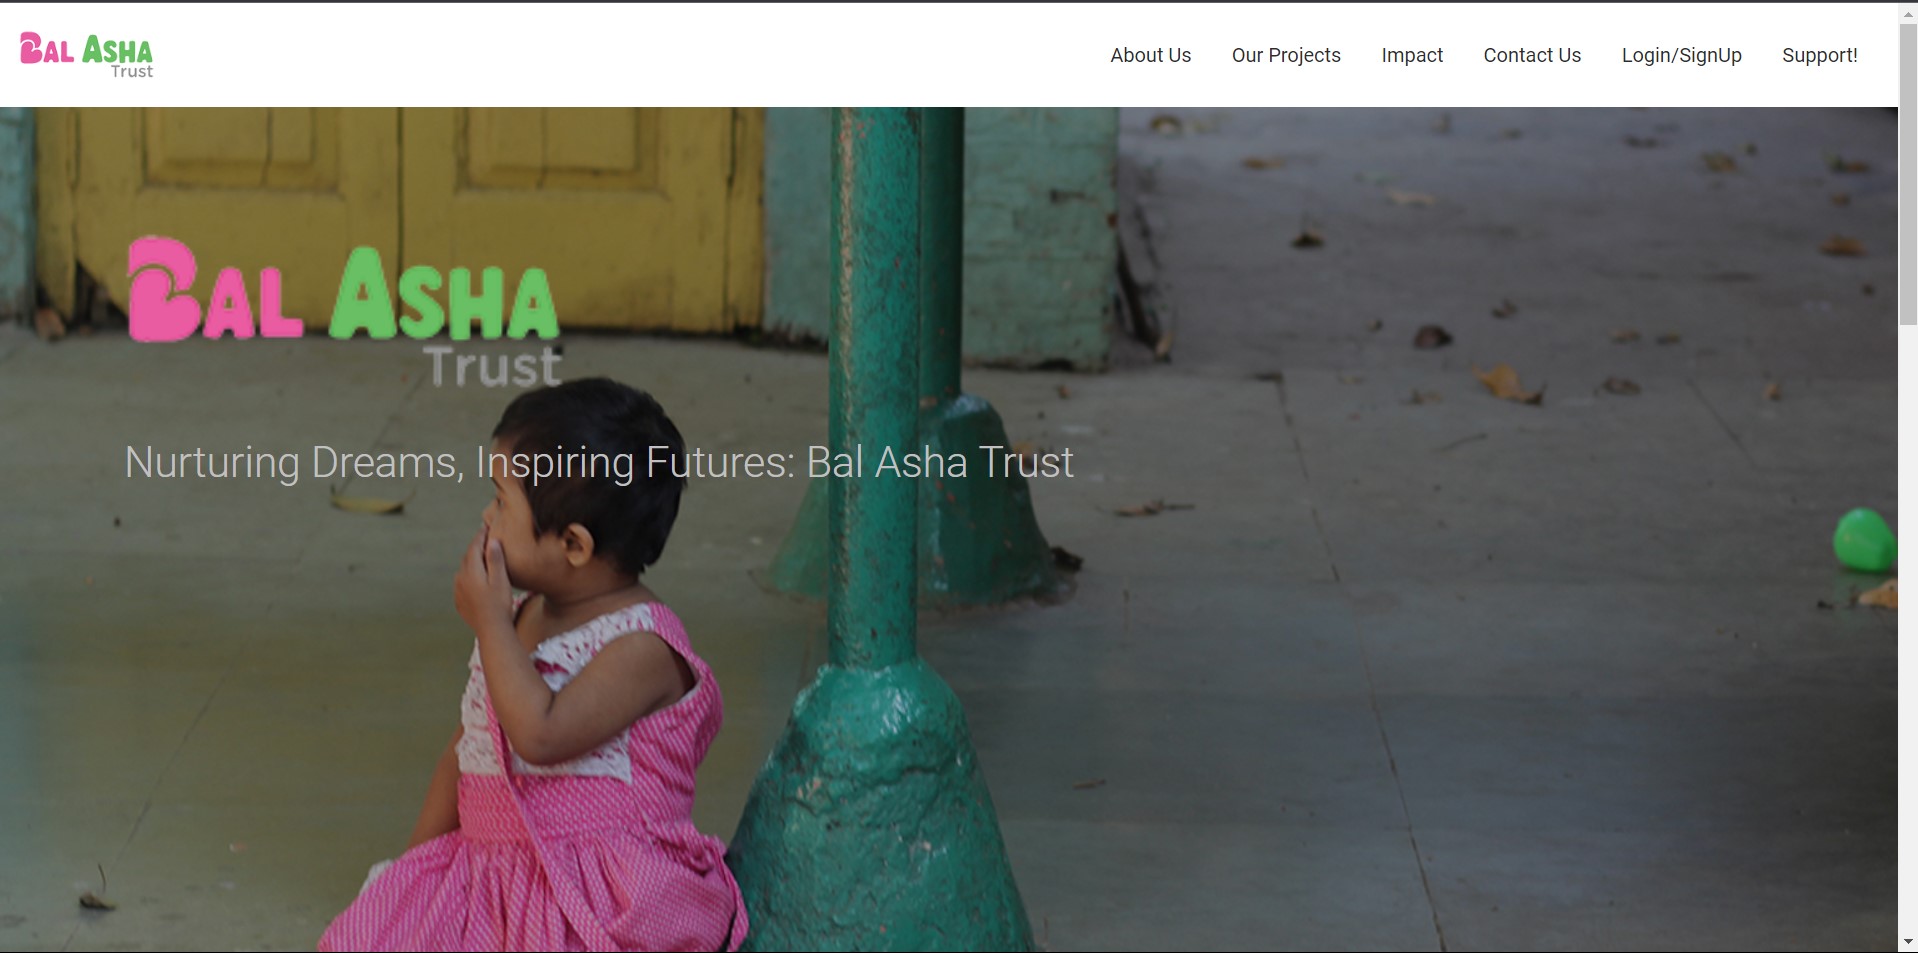 Bal Asha
Trust
About Us
Our Projects
Impact
Contact Us
Login/SignUp
Support!
Bal Asha
Trust
Nurturing Dreams, Inspiring Futures: Bal Asha Trust